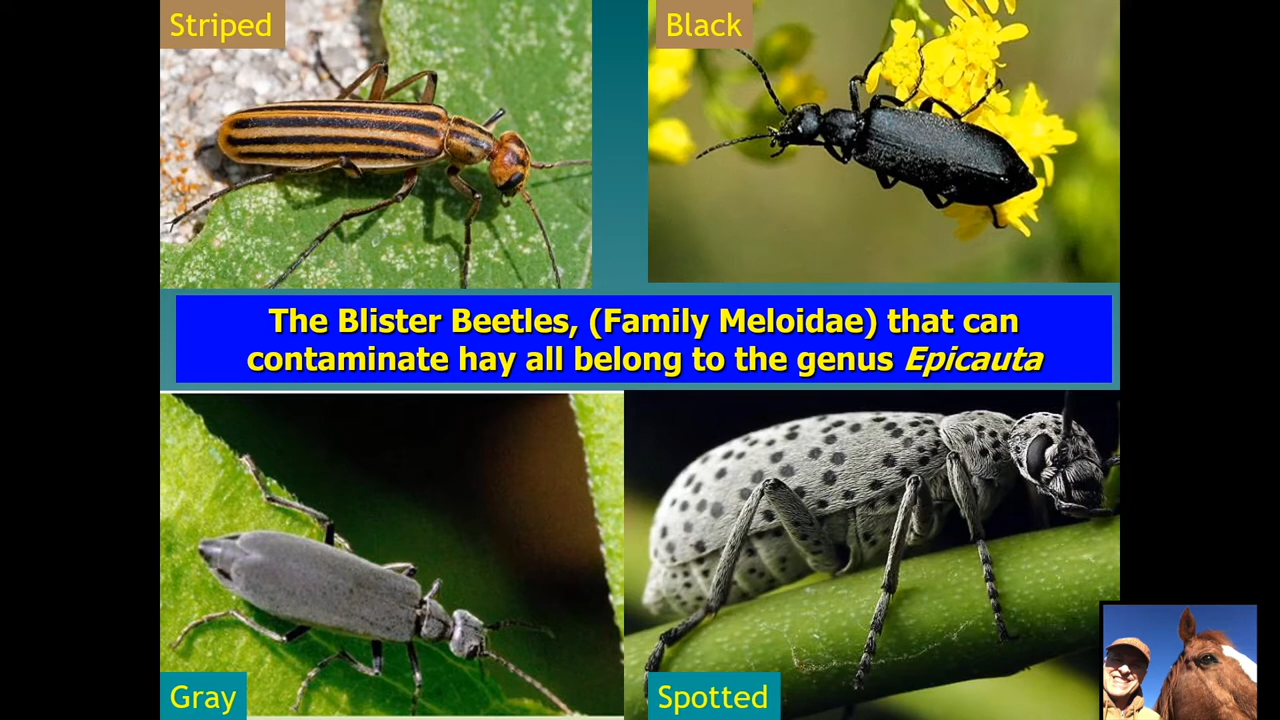 Striped
Black
The Blister Beetles, (Family Meloidae) that can
contaminate hay all belong to the genus Epicauta
Gray
Spotted